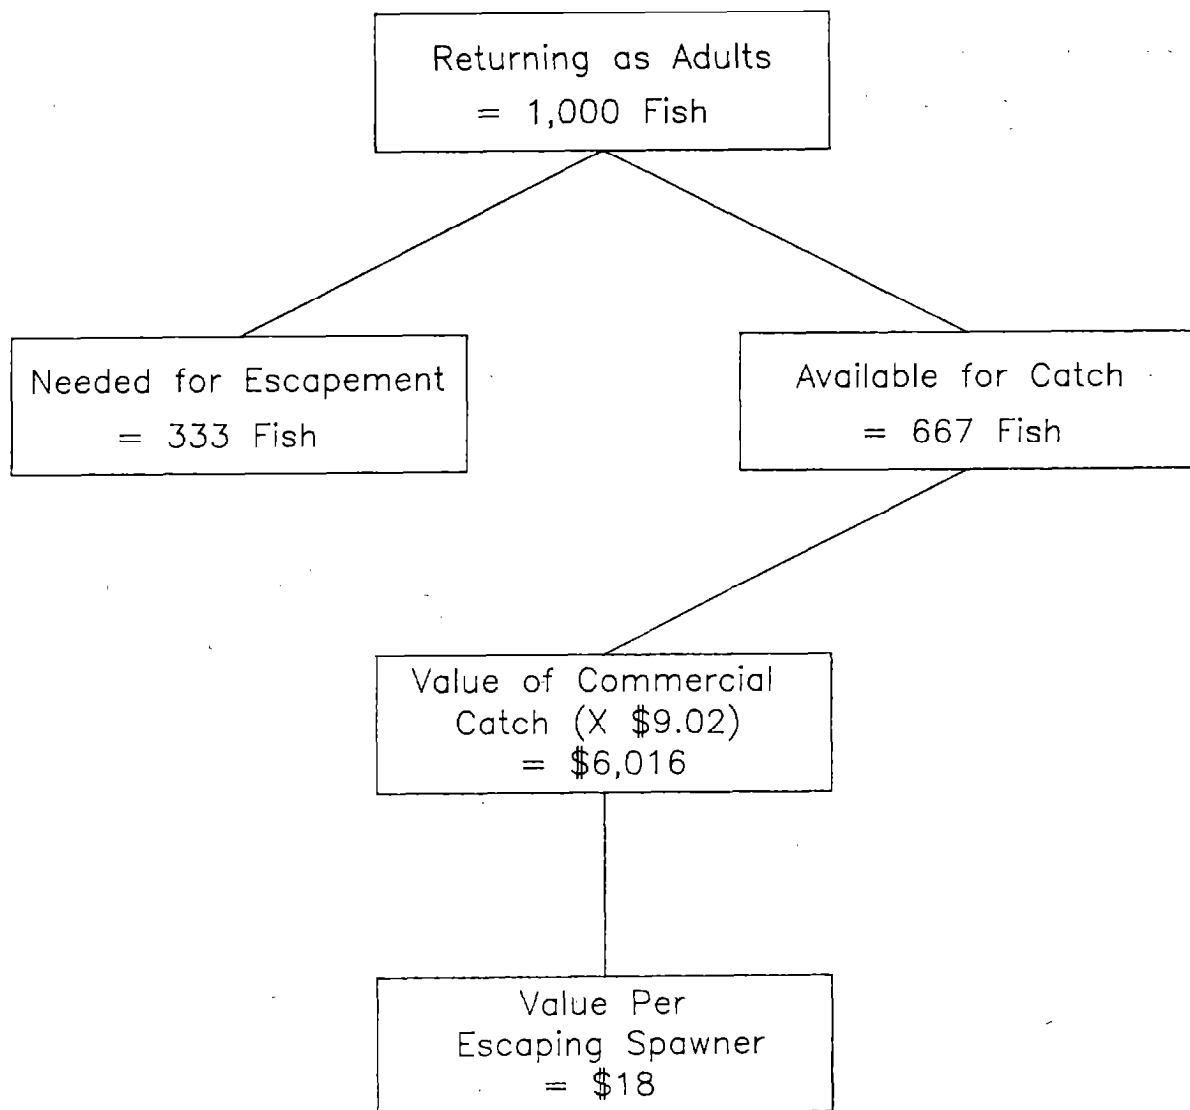 Returning as Adults
= 1,000 Fish
Needed for Escapement
= 333 Fish
Available for Catch
= 667 Fish
Value of Commercial
Catch (X $9.02)
= $6,016
Value Per
Escaping Spawner
= $18